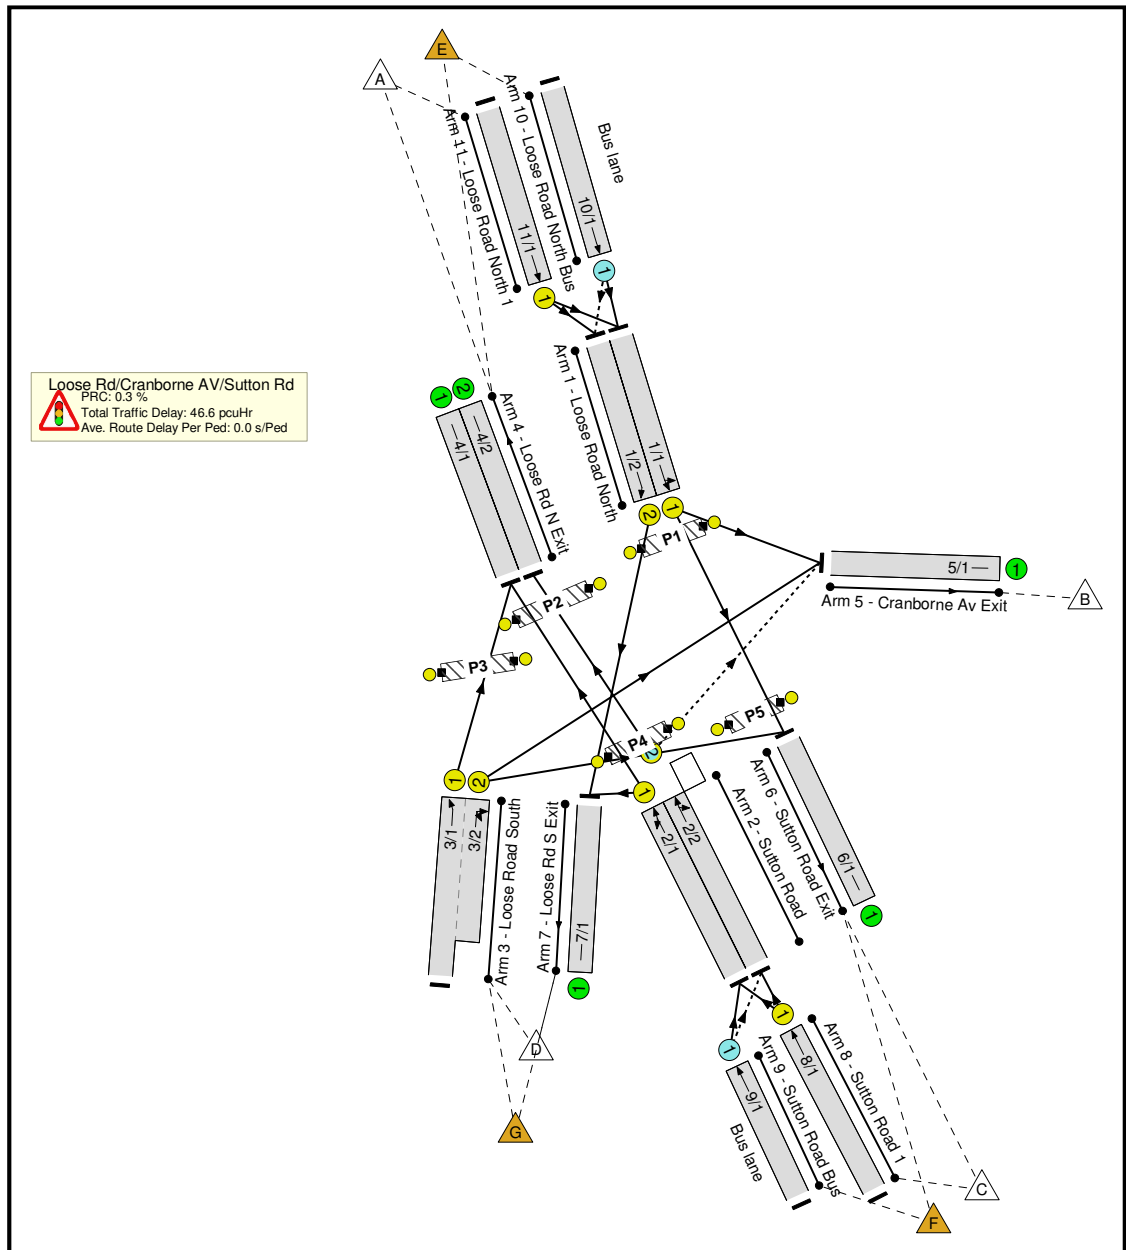 E
A
Arm 10 - Loose Road North Bus
Bus lane
Arm 11 - Loose Road North 1
10/1
11/1
1
1
Loose Rd/Cranborne AV/Sutton Rd
PRC: 0.3 %
Total Traffic Delay: 46.6 pcuHr
Ave. Route Delay Per Ped: 0.0 s/Ped
Arm 1 - Loose Road North
1
2
4/1
4/2
Arm 4 - Loose Rd N Exit
1/2
1/1
2
1
P1
5/1
1
Arm 5 - Cranborne Av Exit
B
P2
P3
P5
P4
2
1
2
1
3/1
3/2
Arm 3 - Loose Road South
Arm 7 - Loose Rd S Exit
7/1
1
2/1
2/2
Arm 2 - Sutton Road
Arm 6 - Sutton Road Exit
6/1
1
D
G
1
1
9/1
Bus lane
Arm 9 - Sutton Road Bus
8/1
Arm 8 - Sutton Road 1
C
F